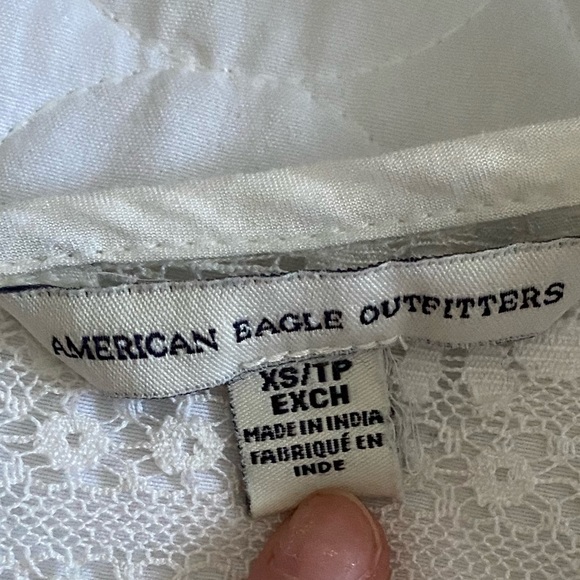 AMERICAN EAGLE OUTFITTERS
XS/TP
EXCH
MADE IN INDIA
FABRIQUÉ EN
INDE